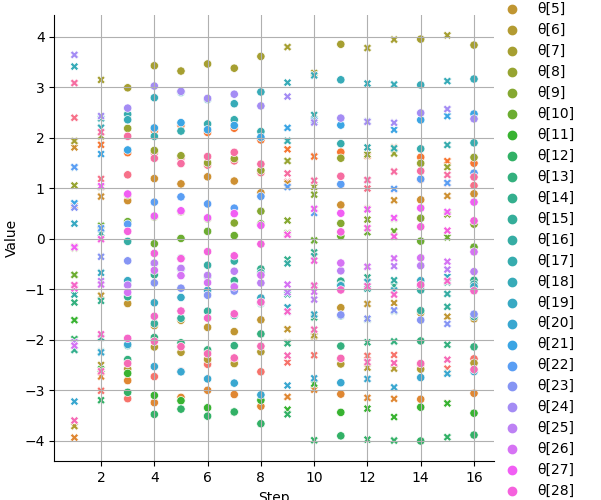 4
3
2
1
0
−1
−2
−3
−4
Value
2
4
6
8
10
12
14
16
Step
θ[5]
θ[6]
θ[7]
θ[8]
θ[9]
θ[10]
θ[11]
θ[12]
θ[13]
θ[14]
θ[15]
θ[16]
θ[17]
θ[18]
θ[19]
θ[20]
θ[21]
θ[22]
θ[23]
θ[24]
θ[25]
θ[26]
θ[27]
θ[28]